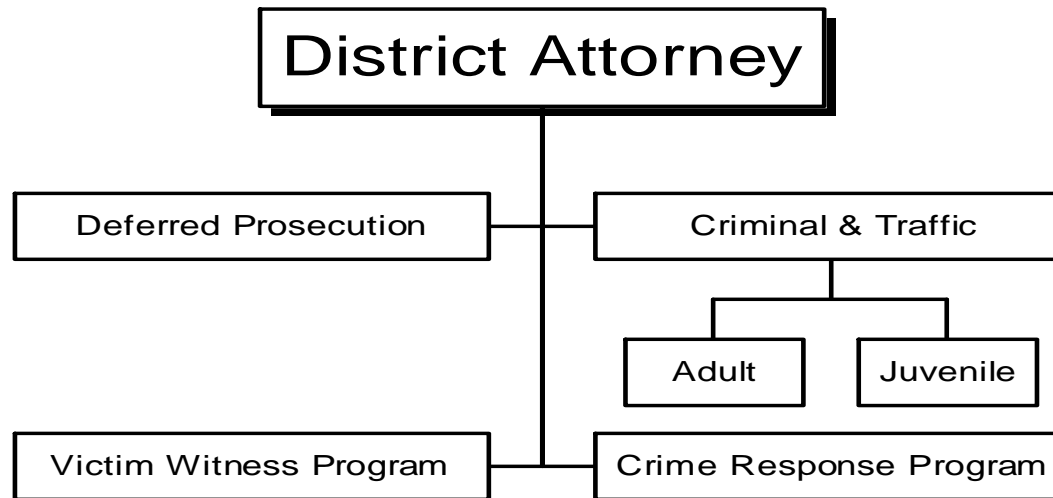 District Attorney
Deferred Prosecution
Criminal & Traffic
Adult
Juvenile
Victim Witness Program
Crime Response Program